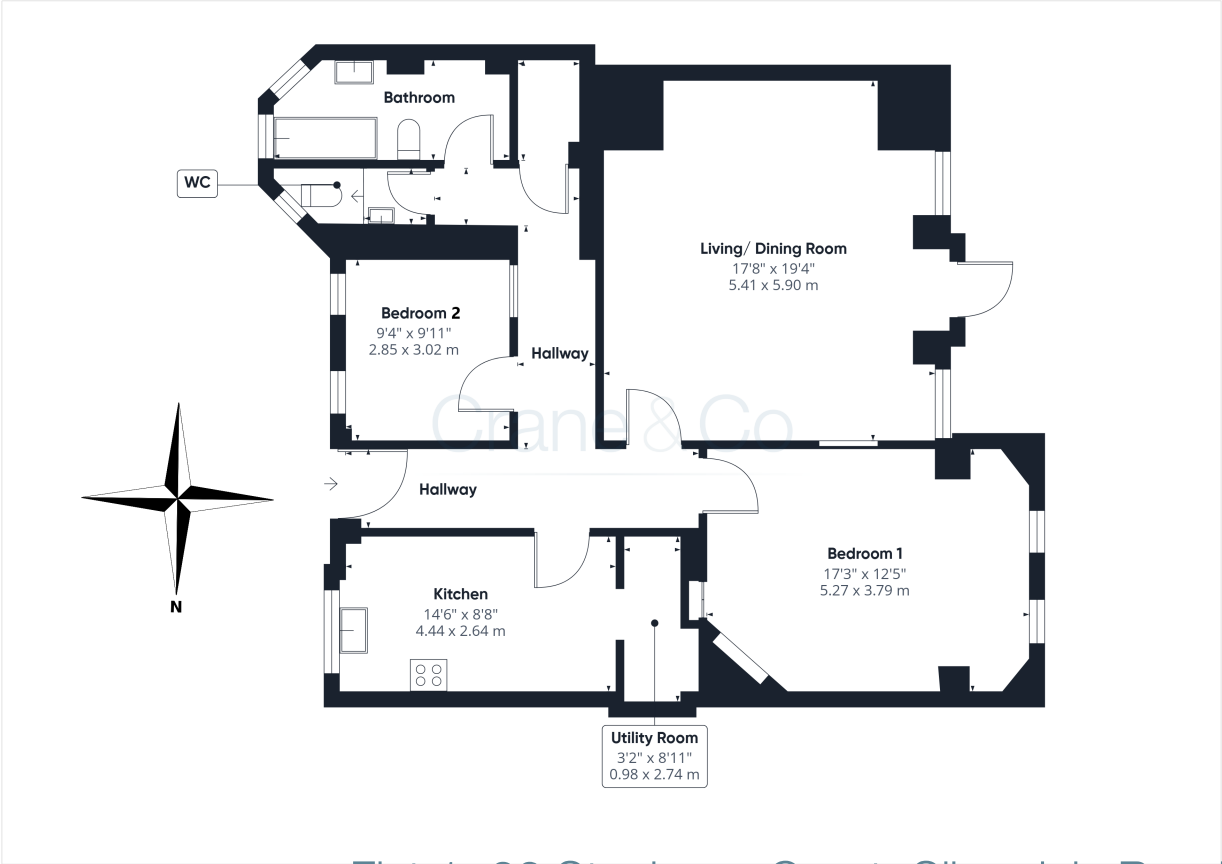 Bathroom
WC
Living/ Dining Room
17'8" x 19'4"
5.41 x 5.90 m
Bedroom 2
9'4" x 9'11"
2.85 x 3.02 m
Hallway
Crane & Co
Hallway
Bedroom 1
17'3" x 12'5"
5.27 x 3.79 m
Kitchen
14'6" x 8'8"
4.44 x 2.64 m
N
Utility Room
3'2" x 8'11"
0.98 x 2.74 m